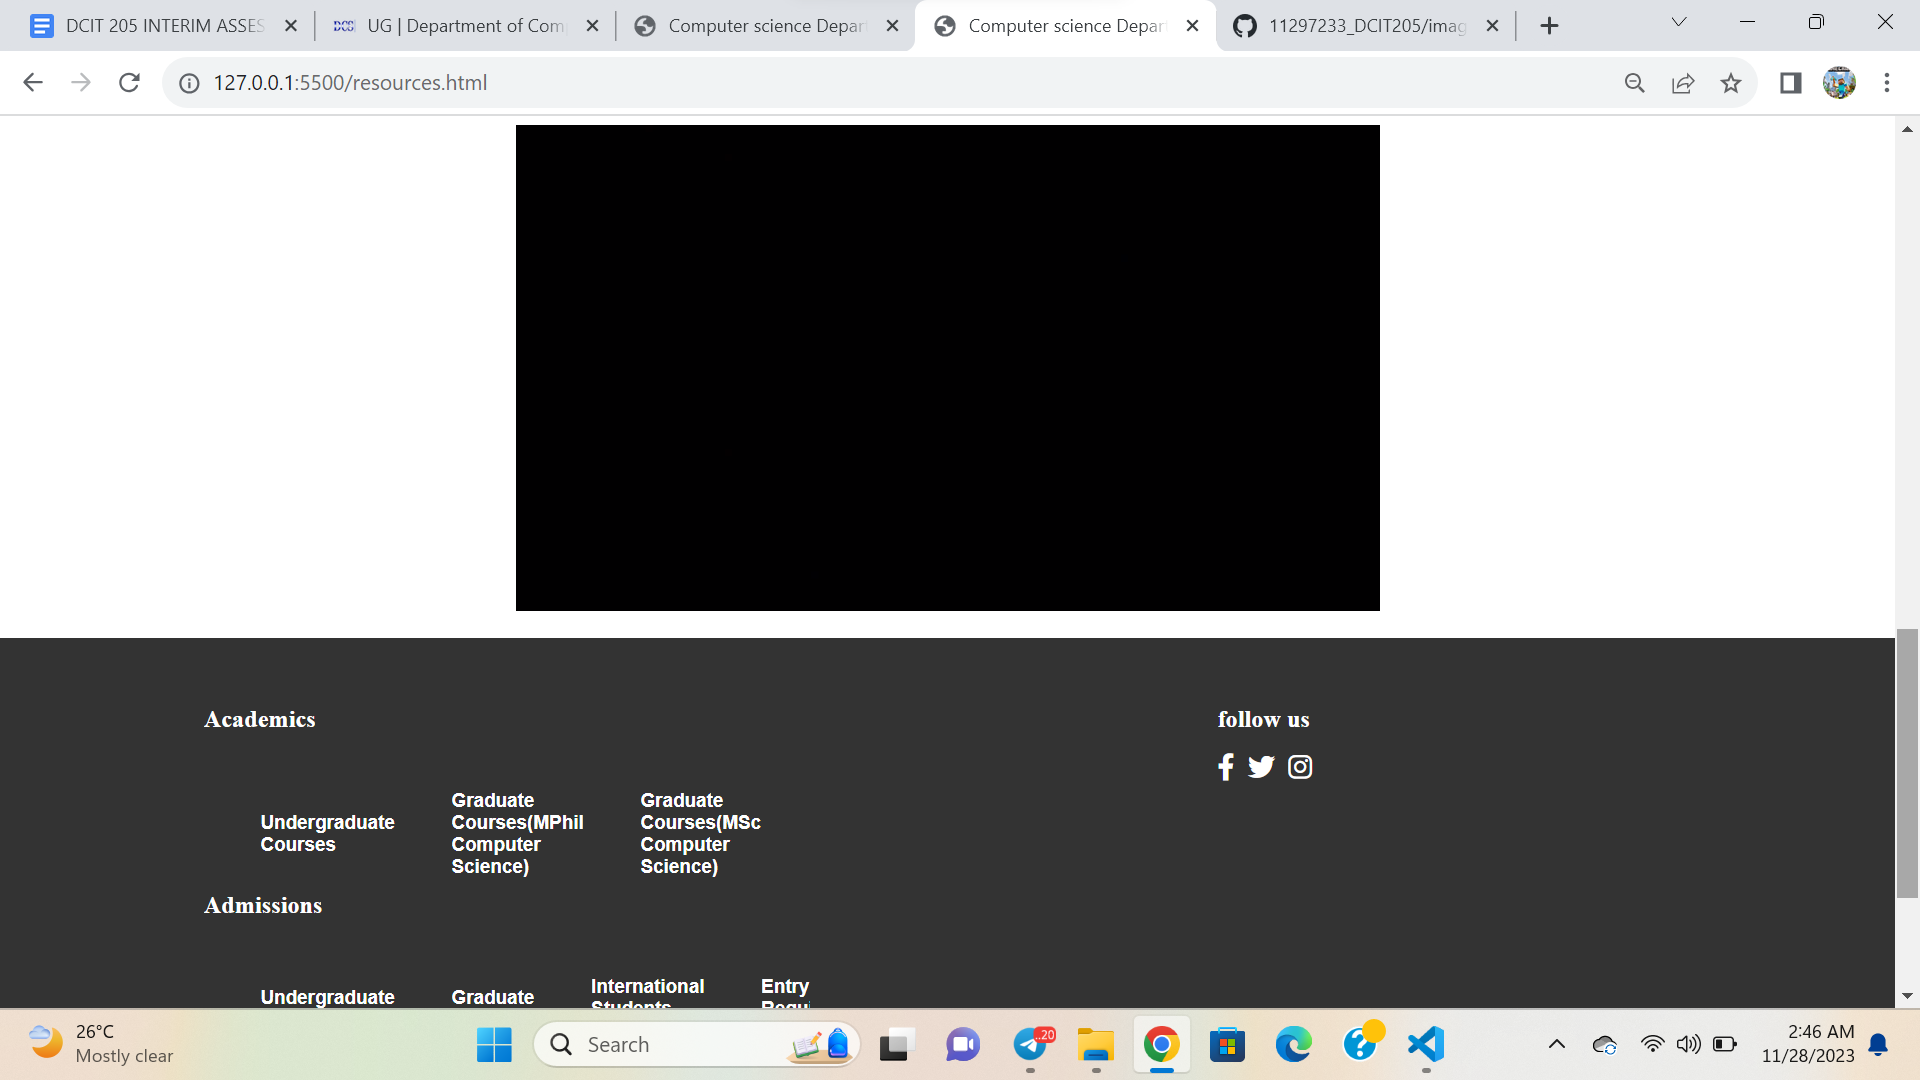 DCIT 205 INTERIM ASSES
UG | Department of Com
Computer science Depar
Computer science Depar
11297233_DCIT205/imag
127.0.0.1:5500/resources.html
Academics
follow us
Undergraduate
Courses
Graduate
Courses(MPhil
Computer
Science)
Graduate
Courses(MSc
Computer
Science)
Admissions
Undergraduate
Graduate
International
Students
Entry
Requ
26°C
Mostly clear
Search
..20
2:46 AM
11/28/2023